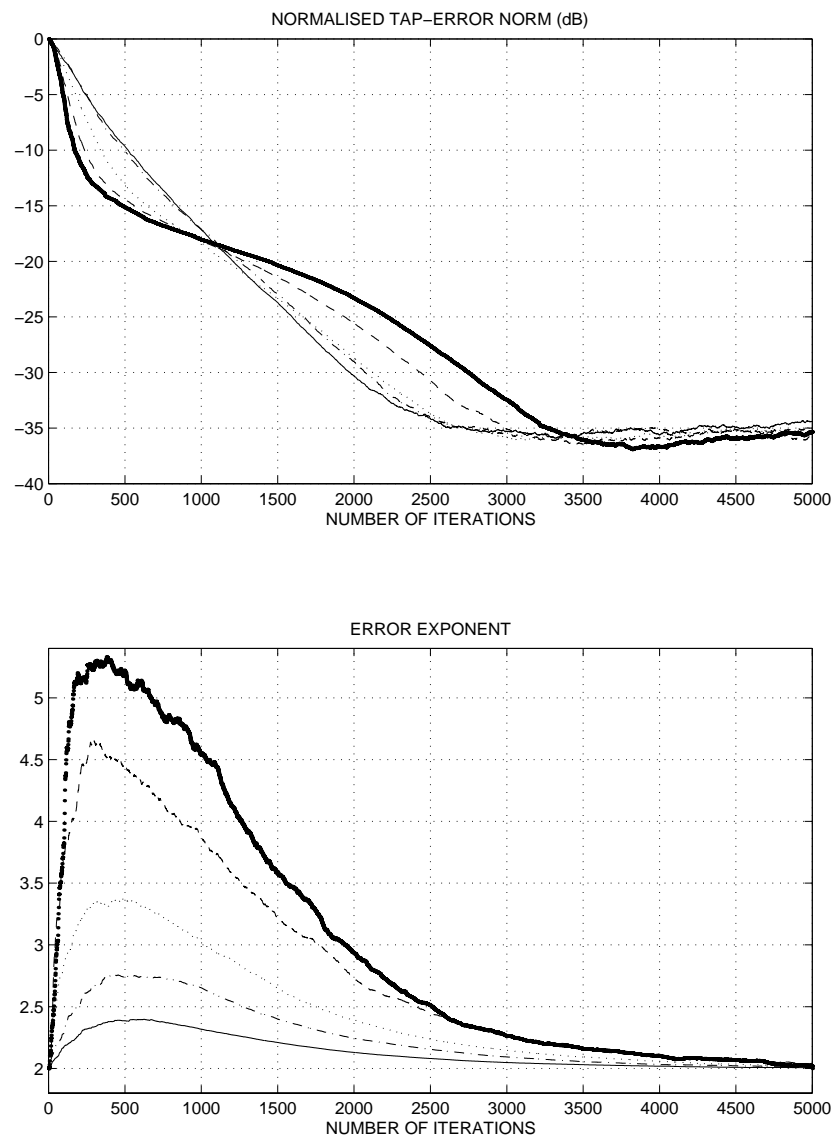 NORMALISED TAP−ERROR NORM (dB)
0
−5
−10
−15
−20
−25
−30
−35
−40
0 500 1000 1500 2000 2500 3000 3500 4000 4500 5000
NUMBER OF ITERATIONS
ERROR EXPONENT
5
4.5
4
3.5
3
2.5
2
0 500 1000 1500 2000 2500 3000 3500 4000 4500 5000
NUMBER OF ITERATIONS